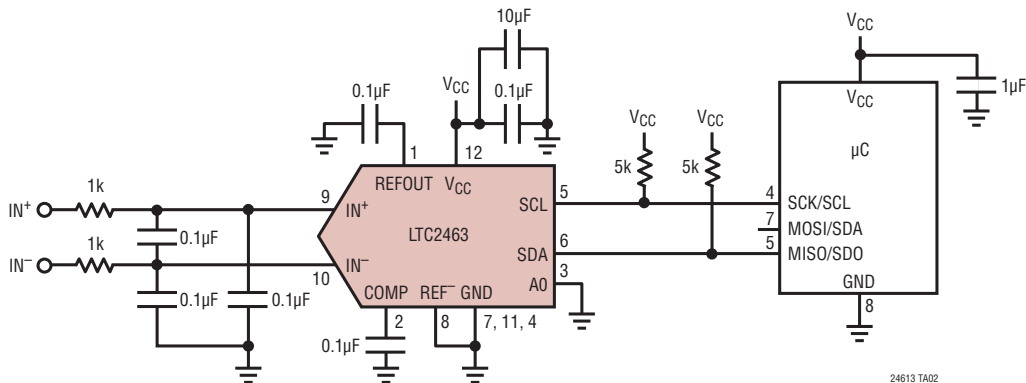 10µF
V_CC
0.1µF
0.1µF
V_CC
1µF
V_CC
µC
V_CC
V_CC
5k
5k
1
12
REFOUT
V_CC
1k
9
IN⁺
IN⁺
0.1µF
LTC2463
SCL
5
4
SCK/SCL
7
MOSI/SDA
1k
IN⁻
10
IN⁻
SDA
6
5
MISO/SDO
A0
3
0.1µF
0.1µF
COMP
REF⁻
GND
GND
2
8
7, 11, 4
8
0.1µF
24613 TA02